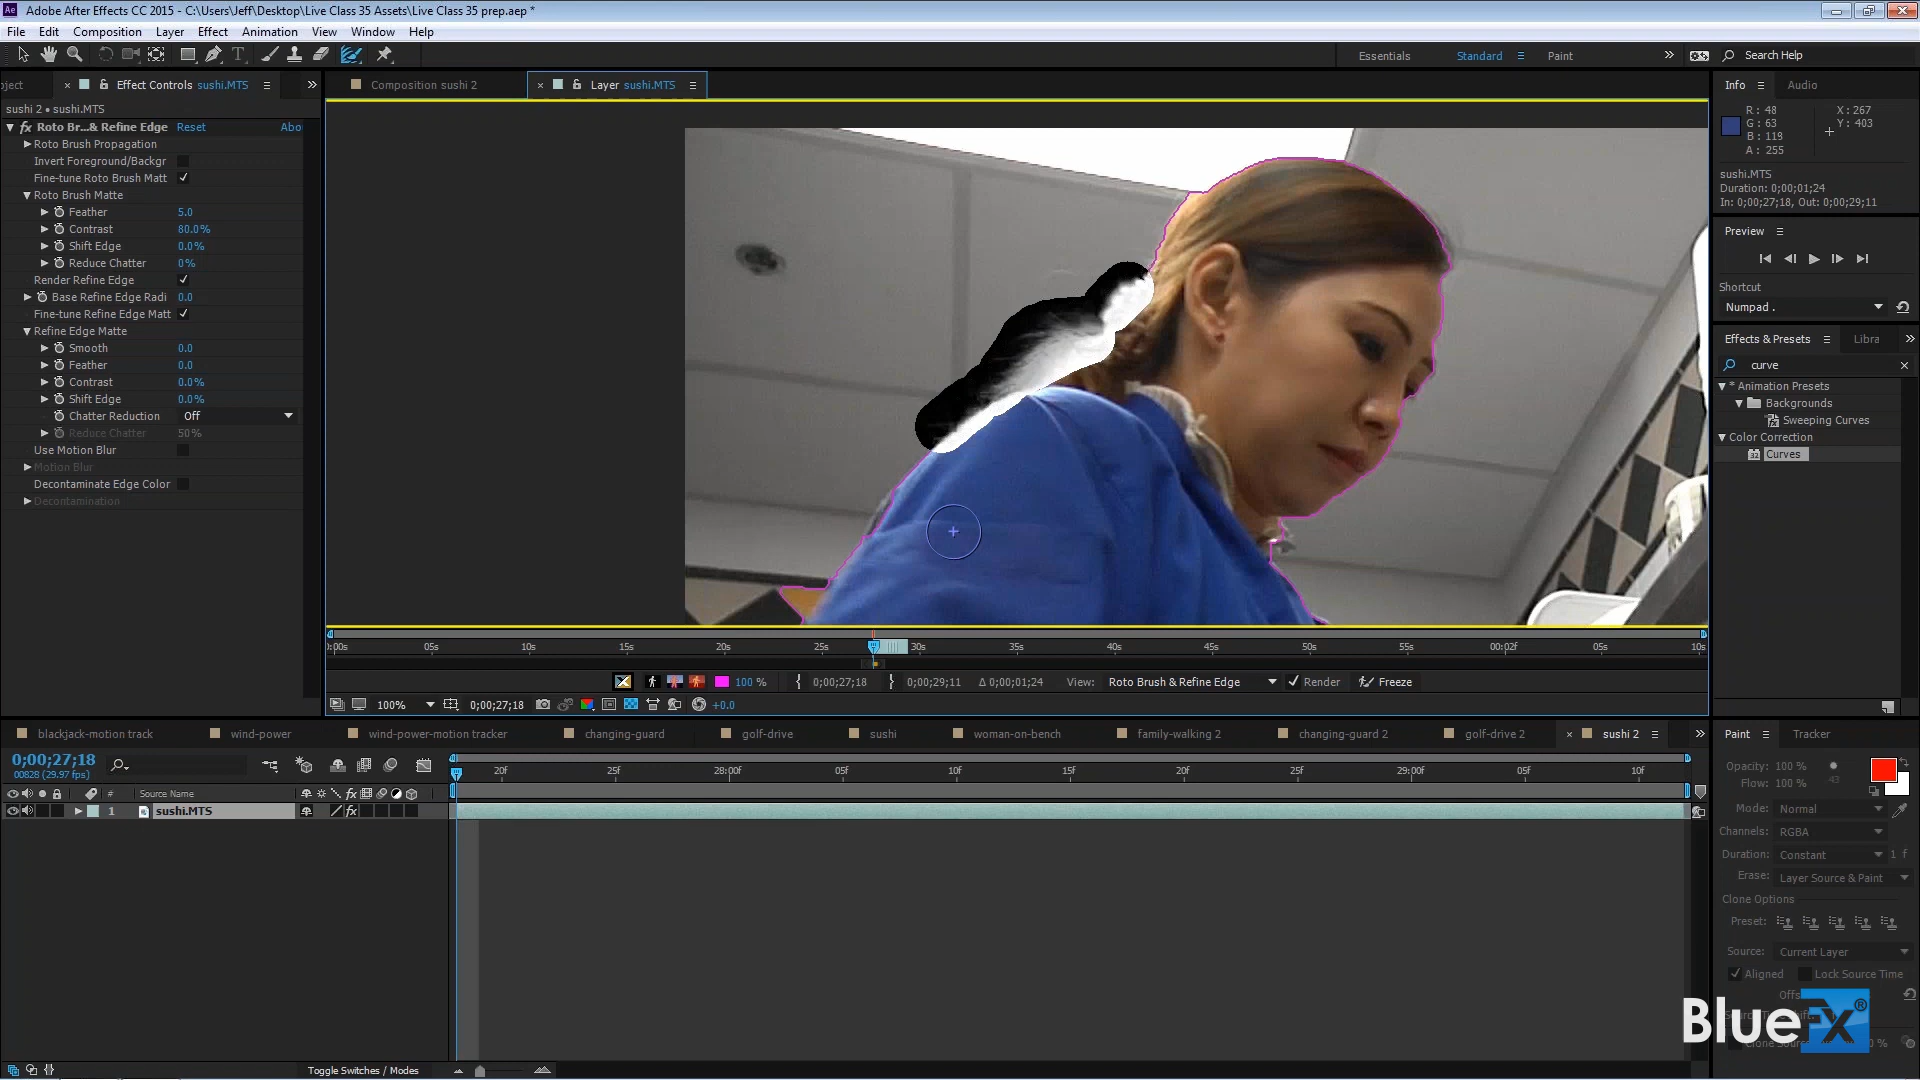 Adobe After Effects CC 2015 - C:\Users\Jeff\Desktop\Live Class 35 Assets\Live Class 35 prep.aep *
File Edit Composition Layer Effect Animation View Window Help
Essentials Standard Paint Search Help
oject Effect Controls sushi.MTS
Composition sushi 2
Layer sushi.MTS
Info Audio
sushi 2 • sushi.MTS
fx Roto Br...& Refine Edge Reset Abo
Roto Brush Propagation
Invert Foreground/Backgr
Fine-tune Roto Brush Matt
Roto Brush Matte
Feather 5.0
Contrast 80.0%
Shift Edge 0.0%
Reduce Chatter 0%
Render Refine Edge
Base Refine Edge Radi 0.0
Fine-tune Refine Edge Matt
Refine Edge Matte
Smooth 0.0
Feather 0.0
Contrast 0.0%
Shift Edge 0.0%
Chatter Reduction Off
Reduce Chatter 50%
Use Motion Blur
Motion Blur
Decontaminate Edge Color
Decontamination
R : 48 X : 267
G : 63 Y : 403
B : 119
A : 255
sushi.MTS
Duration: 0;00;01;24
In: 0;00;27;18, Out: 0;00;29;11
Preview
Shortcut
Numpad .
Effects & Presets Libra
curve
* Animation Presets
Backgrounds
Sweeping Curves
Color Correction
Curves
):00s 05s 10s 15s 20s 25s 30s 35s 40s 45s 50s 55s 00:02f 05s 10s
100 % 0;00;27;18 0;00;29;11 Δ 0;00;01;24 View: Roto Brush & Refine Edge Render Freeze
100% 0;00;27;18 +0.0
blackjack-motion track wind-power wind-power-motion tracker changing-guard golf-drive sushi woman-on-bench family-walking 2 changing-guard 2 golf-drive 2 sushi 2
0;00;27;18
00828 (29.97 fps)
20f 25f 28:00f 05f 10f 15f 20f 25f 29:00f 05f 10f
# Source Name
1 sushi.MTS
Toggle Switches / Modes
Paint Tracker
Opacity: 100 %
Flow: 100 % 43
Mode: Normal
Channels: RGBA
Duration: Constant 1 f
Erase: Layer Source & Paint
Clone Options
Preset:
Source: Current Layer
Aligned Lock Source Time
Offs
BlueFX®